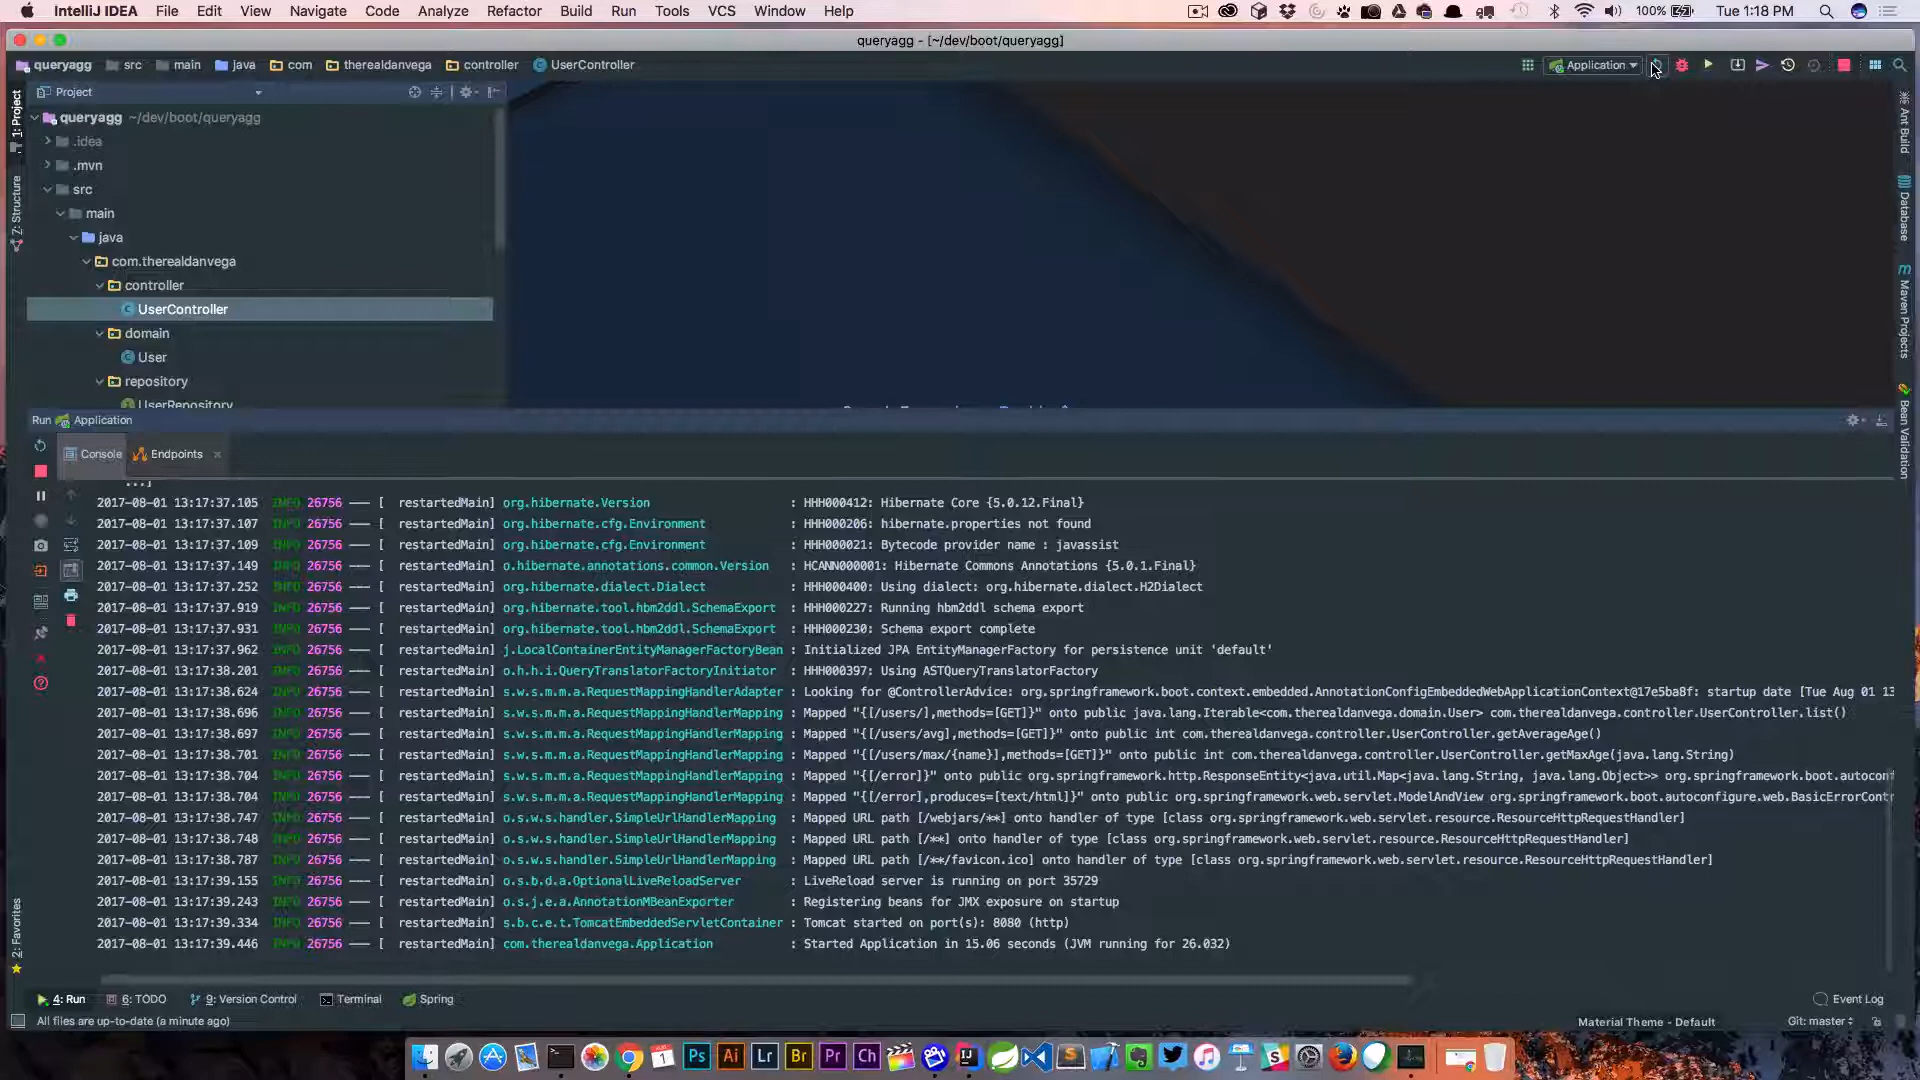 IntelliJ IDEA File Edit View Navigate Code Analyze Refactor Build Run Tools VCS Window Help 100% Tue 1:18 PM
queryagg - [~/dev/boot/queryagg]
queryagg src main java com therealdanvega controller UserController Application
1: Project
Project
queryagg ~/dev/boot/queryagg
.idea
.mvn
src
main
java
com.therealdanvega
controller
UserController
domain
User
repository
UserRepository
Z: Structure
Ant Build
Database
Maven Projects
Bean Validation
Run Application
Console Endpoints
...]
2017-08-01 13:17:37.105 INFO 26756 --- [ restartedMain] org.hibernate.Version : HHH000412: Hibernate Core {5.0.12.Final}
2017-08-01 13:17:37.107 INFO 26756 --- [ restartedMain] org.hibernate.cfg.Environment : HHH000206: hibernate.properties not found
2017-08-01 13:17:37.109 INFO 26756 --- [ restartedMain] org.hibernate.cfg.Environment : HHH000021: Bytecode provider name : javassist
2017-08-01 13:17:37.149 INFO 26756 --- [ restartedMain] o.hibernate.annotations.common.Version : HCANN000001: Hibernate Commons Annotations {5.0.1.Final}
2017-08-01 13:17:37.252 INFO 26756 --- [ restartedMain] org.hibernate.dialect.Dialect : HHH000400: Using dialect: org.hibernate.dialect.H2Dialect
2017-08-01 13:17:37.919 INFO 26756 --- [ restartedMain] org.hibernate.tool.hbm2ddl.SchemaExport : HHH000227: Running hbm2ddl schema export
2017-08-01 13:17:37.931 INFO 26756 --- [ restartedMain] org.hibernate.tool.hbm2ddl.SchemaExport : HHH000230: Schema export complete
2017-08-01 13:17:37.962 INFO 26756 --- [ restartedMain] j.LocalContainerEntityManagerFactoryBean : Initialized JPA EntityManagerFactory for persistence unit 'default'
2017-08-01 13:17:38.201 INFO 26756 --- [ restartedMain] o.h.h.i.QueryTranslatorFactoryInitiator : HHH000397: Using ASTQueryTranslatorFactory
2017-08-01 13:17:38.624 INFO 26756 --- [ restartedMain] s.w.s.m.m.a.RequestMappingHandlerAdapter : Looking for @ControllerAdvice: org.springframework.boot.context.embedded.AnnotationConfigEmbeddedWebApplicationContext@17e5ba8f: startup date [Tue Aug 01 13
2017-08-01 13:17:38.696 INFO 26756 --- [ restartedMain] s.w.s.m.m.a.RequestMappingHandlerMapping : Mapped "{[/users/],methods=[GET]}" onto public java.lang.Iterable<com.therealdanvega.domain.User> com.therealdanvega.controller.UserController.list()
2017-08-01 13:17:38.697 INFO 26756 --- [ restartedMain] s.w.s.m.m.a.RequestMappingHandlerMapping : Mapped "{[/users/avg],methods=[GET]}" onto public int com.therealdanvega.controller.UserController.getAverageAge()
2017-08-01 13:17:38.701 INFO 26756 --- [ restartedMain] s.w.s.m.m.a.RequestMappingHandlerMapping : Mapped "{[/users/max/{name}],methods=[GET]}" onto public int com.therealdanvega.controller.UserController.getMaxAge(java.lang.String)
2017-08-01 13:17:38.704 INFO 26756 --- [ restartedMain] s.w.s.m.m.a.RequestMappingHandlerMapping : Mapped "{[/error]}" onto public org.springframework.http.ResponseEntity<java.util.Map<java.lang.String, java.lang.Object>> org.springframework.boot.autoconf
2017-08-01 13:17:38.704 INFO 26756 --- [ restartedMain] s.w.s.m.m.a.RequestMappingHandlerMapping : Mapped "{[/error],produces=[text/html]}" onto public org.springframework.web.servlet.ModelAndView org.springframework.boot.autoconfigure.web.BasicErrorContr
2017-08-01 13:17:38.747 INFO 26756 --- [ restartedMain] o.s.w.s.handler.SimpleUrlHandlerMapping : Mapped URL path [/webjars/**] onto handler of type [class org.springframework.web.servlet.resource.ResourceHttpRequestHandler]
2017-08-01 13:17:38.748 INFO 26756 --- [ restartedMain] o.s.w.s.handler.SimpleUrlHandlerMapping : Mapped URL path [/**] onto handler of type [class org.springframework.web.servlet.resource.ResourceHttpRequestHandler]
2017-08-01 13:17:38.787 INFO 26756 --- [ restartedMain] o.s.w.s.handler.SimpleUrlHandlerMapping : Mapped URL path [/**/favicon.ico] onto handler of type [class org.springframework.web.servlet.resource.ResourceHttpRequestHandler]
2017-08-01 13:17:39.155 INFO 26756 --- [ restartedMain] o.s.b.d.a.OptionalLiveReloadServer : LiveReload server is running on port 35729
2017-08-01 13:17:39.243 INFO 26756 --- [ restartedMain] o.s.j.e.a.AnnotationMBeanExporter : Registering beans for JMX exposure on startup
2017-08-01 13:17:39.334 INFO 26756 --- [ restartedMain] s.b.c.e.t.TomcatEmbeddedServletContainer : Tomcat started on port(s): 8080 (http)
2017-08-01 13:17:39.446 INFO 26756 --- [ restartedMain] com.therealdanvega.Application : Started Application in 15.06 seconds (JVM running for 26.032)
2: Favorites
4: Run 6: TODO 9: Version Control Terminal Spring Event Log
All files are up-to-date (a minute ago) Material Theme - Default Git: master
1 Ps Ai Lr Br Pr Ch